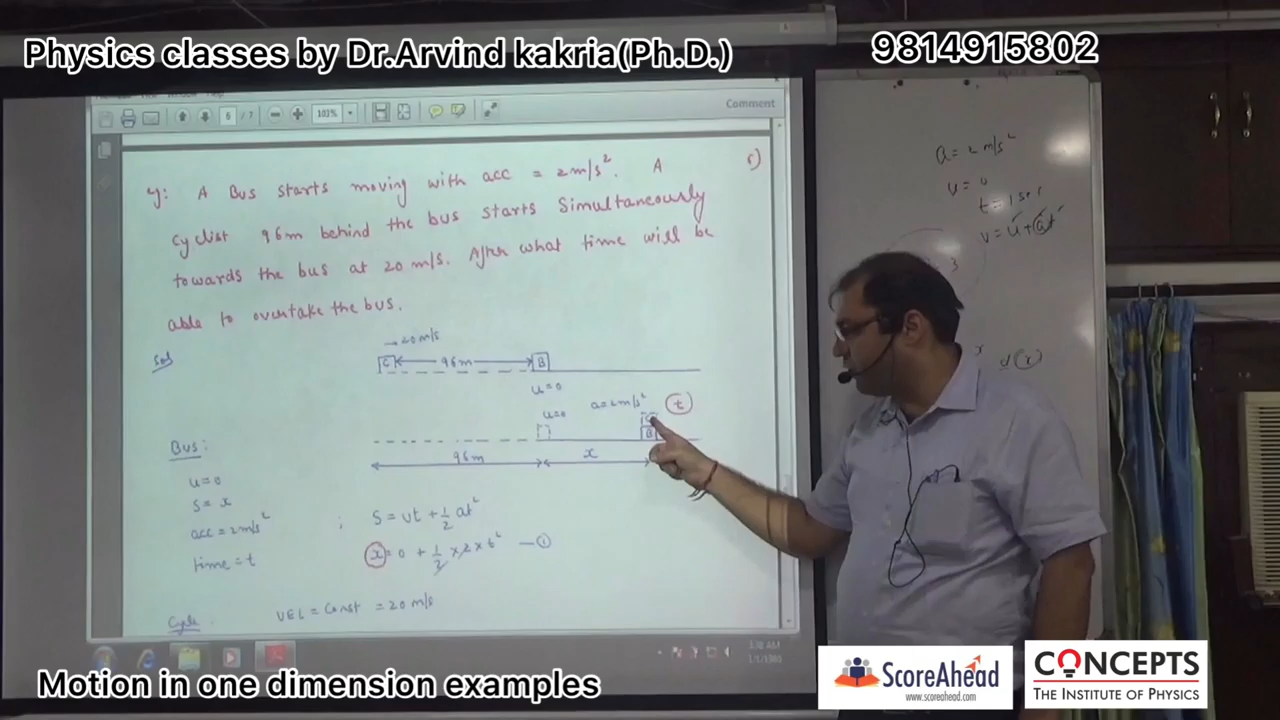 Physics classes by Dr.Arvind kakria(Ph.D.)
9814915802
6 / 7
103%
Comment
A Bus starts moving with acc = 2m/s². A
cyclist 96m behind the bus starts simultaneously
towards the bus at 20 m/s. After what time will be
able to overtake the bus.
Sol
→20m/s
C
96m
B
u=0
u=0
a=2m/s²
t
B
96m
x
Bus:
u=0
S=x
acc=2m/s²
time=t
S = ut + 1/2 at²
x = 0 + 1/2 × 2 × t² —①
Cycle:
VEL = Const = 20 m/s
a = 2 m/s²
u = 0
v = u + at
Motion in one dimension examples
ScoreAhead
www.scoreahead.com
CONCEPTS
THE INSTITUTE OF PHYSICS